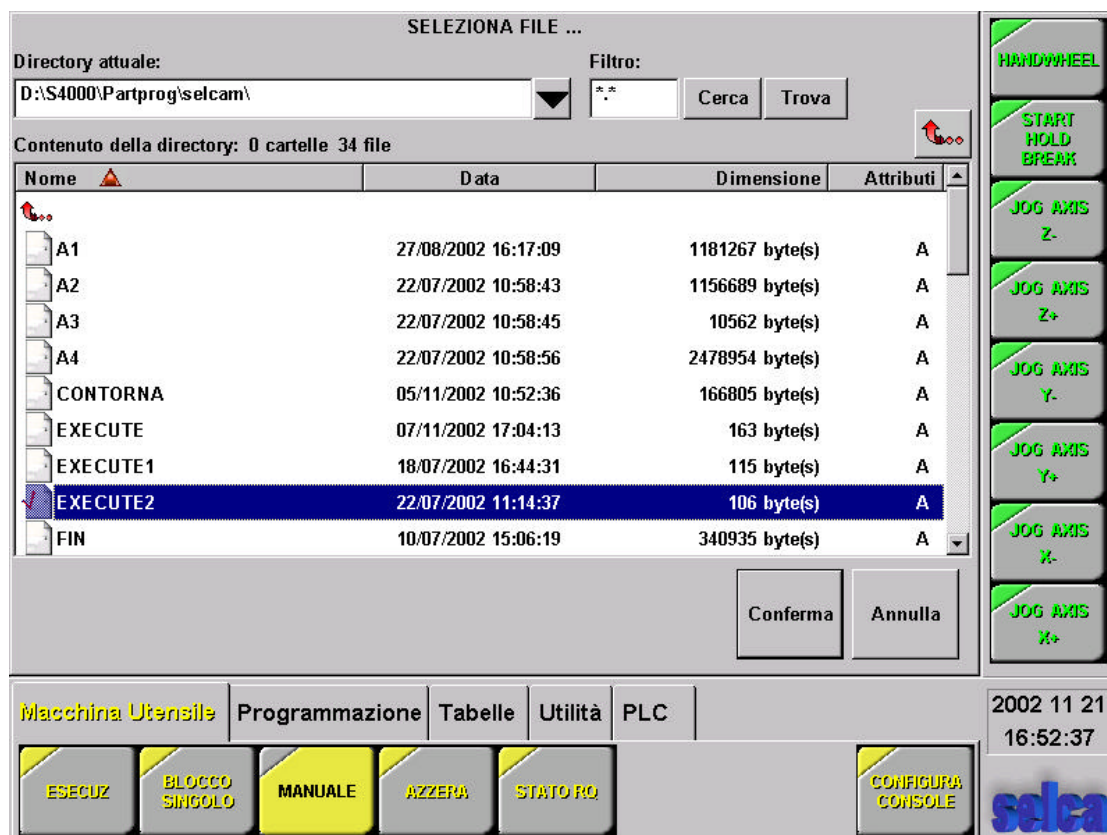 SELEZIONA FILE ...
Directory attuale:
Filtro:
D:\S4000\Partprog\selcam\
*.*
Cerca
Trova
Contenuto della directory: 0 cartelle 34 file
Nome Data Dimensione Attributi
A1 27/08/2002 16:17:09 1181267 byte(s) A
A2 22/07/2002 10:58:43 1156689 byte(s) A
A3 22/07/2002 10:58:45 10562 byte(s) A
A4 22/07/2002 10:58:56 2478954 byte(s) A
CONTORNA 05/11/2002 10:52:36 166805 byte(s) A
EXECUTE 07/11/2002 17:04:13 163 byte(s) A
EXECUTE1 18/07/2002 16:44:31 115 byte(s) A
EXECUTE2 22/07/2002 11:14:37 106 byte(s) A
FIN 10/07/2002 15:06:19 340935 byte(s) A
Conferma
Annulla
HANDWHEEL
START
HOLD
BREAK
JOG AXIS
Z-
JOG AXIS
Z+
JOG AXIS
Y-
JOG AXIS
Y+
JOG AXIS
X-
JOG AXIS
X+
Macchina Utensile
Programmazione
Tabelle
Utilità
PLC
2002 11 21
16:52:37
ESECUZ
BLOCCO
SINGOLO
MANUALE
AZZERA
STATO RQ
CONFIGURA
CONSOLE
selca